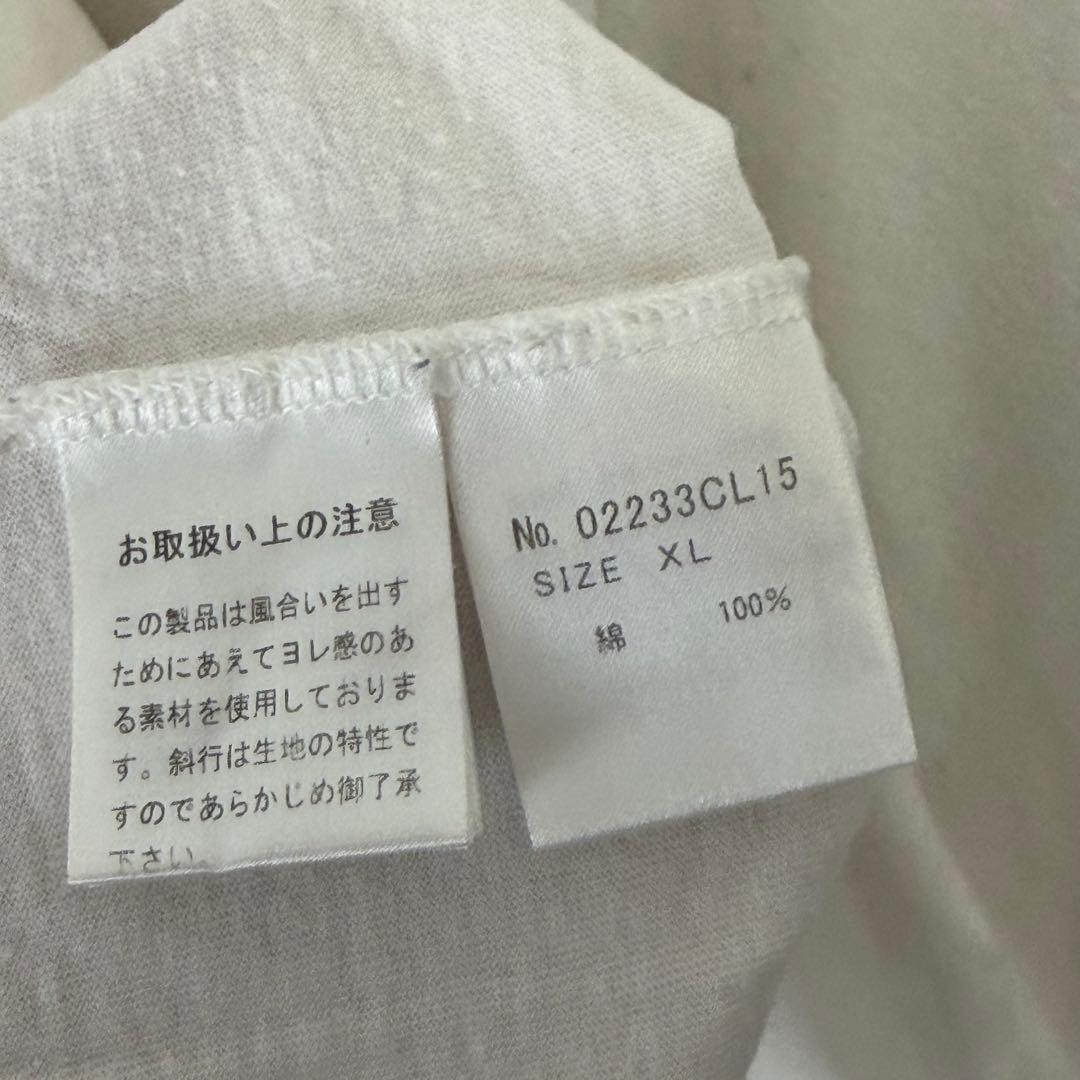 お取扱い上の注意
この製品は風合いを出す
ためにあえてヨレ感のあ
る素材を使用しておりま
す。斜行は生地の特性で
すのであらかじめ御了承
下さい。
No. 02233CL15
SIZE XL
綿 100%